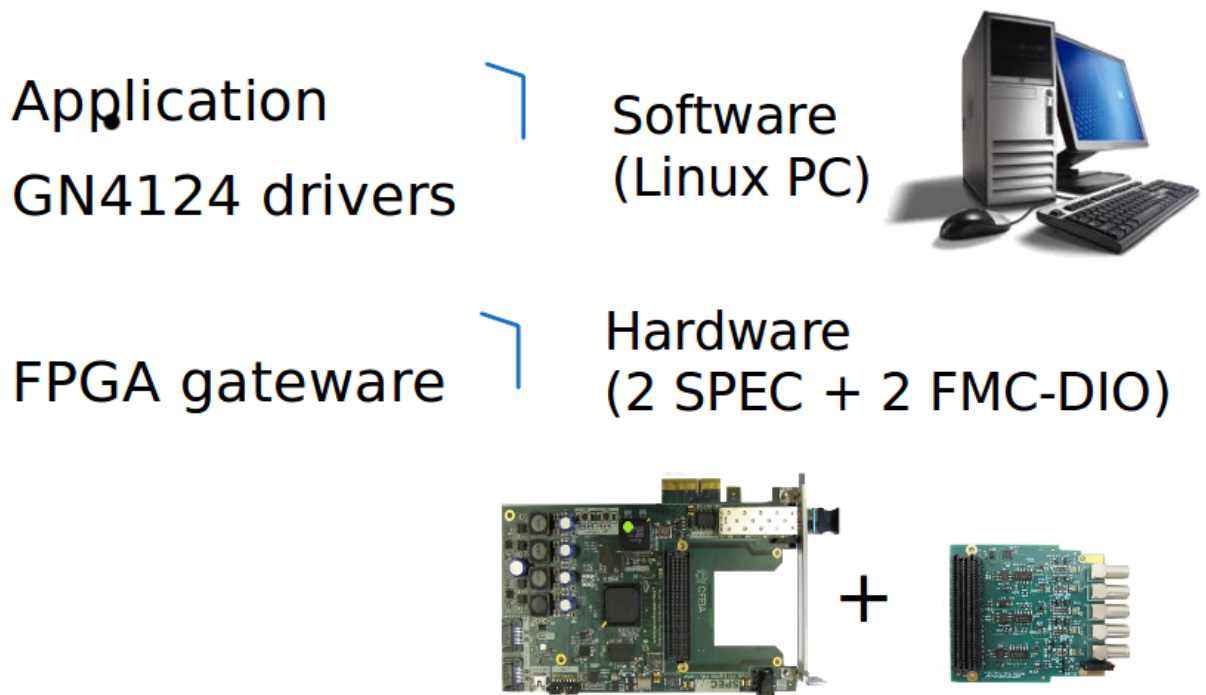 Application
GN4124 drivers
Software
(Linux PC)
FPGA gateware
Hardware
(2 SPEC + 2 FMC-DIO)
+